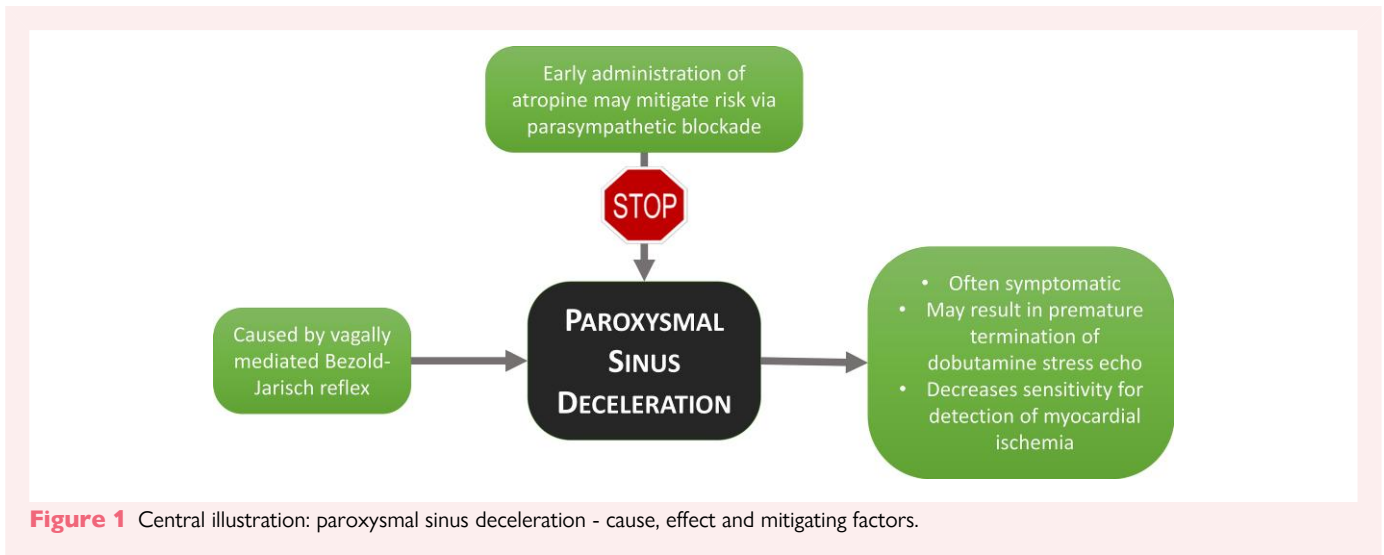 Early administration of
atropine may mitigate risk via
parasympathetic blockade
STOP
Caused by vagally
mediated Bezold-
Jarisch reflex
PAROXYSMAL
SINUS
DECELERATION
• Often symptomatic
• May result in premature
termination of
dobutamine stress echo
• Decreases sensitivity for
detection of myocardial
ischemia
Figure 1 Central illustration: paroxysmal sinus deceleration - cause, effect and mitigating factors.